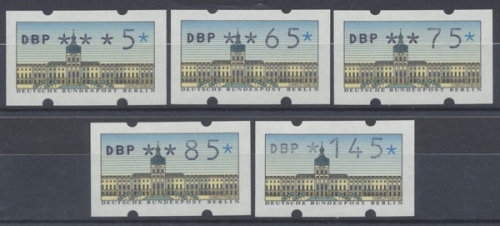 DBP ***5*
DEUTSCHE BUNDESPOST BERLIN
DBP **65*
DEUTSCHE BUNDESPOST BERLIN
DBP **75*
DEUTSCHE BUNDESPOST BERLIN
DBP **85*
DEUTSCHE BUNDESPOST BERLIN
DBP *145*
DEUTSCHE BUNDESPOST BERLIN